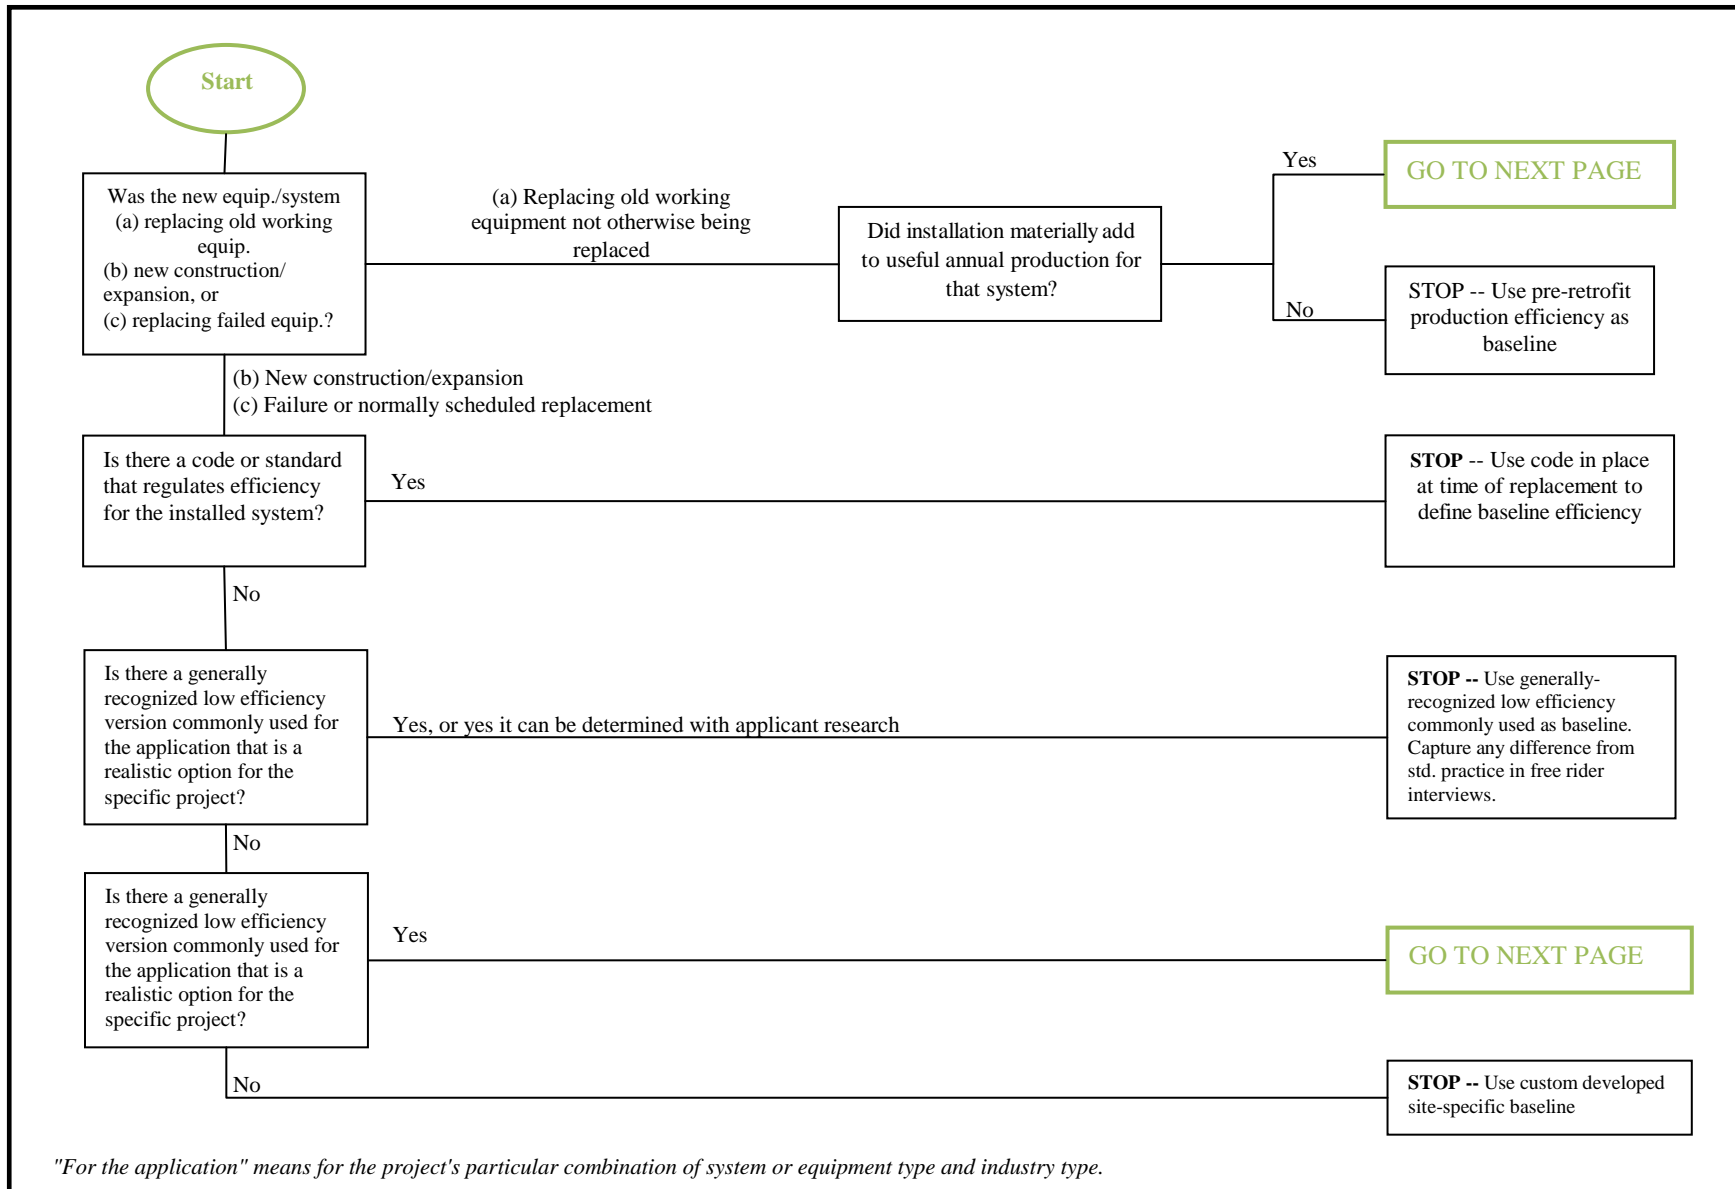 Start
Was the new equip./system
(a) replacing old working
equip.
(b) new construction/
expansion, or
(c) replacing failed equip.?
(a) Replacing old working
equipment not otherwise being
replaced
Did installation materially add
to useful annual production for
that system?
Yes
GO TO NEXT PAGE
No
STOP -- Use pre-retrofit
production efficiency as
baseline
(b) New construction/expansion
(c) Failure or normally scheduled replacement
Is there a code or standard
that regulates efficiency
for the installed system?
Yes
STOP -- Use code in place
at time of replacement to
define baseline efficiency
No
Is there a generally
recognized low efficiency
version commonly used for
the application that is a
realistic option for the
specific project?
Yes, or yes it can be determined with applicant research
STOP -- Use generally-
recognized low efficiency
commonly used as baseline.
Capture any difference from
std. practice in free rider
interviews.
No
Is there a generally
recognized low efficiency
version commonly used for
the application that is a
realistic option for the
specific project?
Yes
GO TO NEXT PAGE
No
STOP -- Use custom developed
site-specific baseline
"For the application" means for the project's particular combination of system or equipment type and industry type.